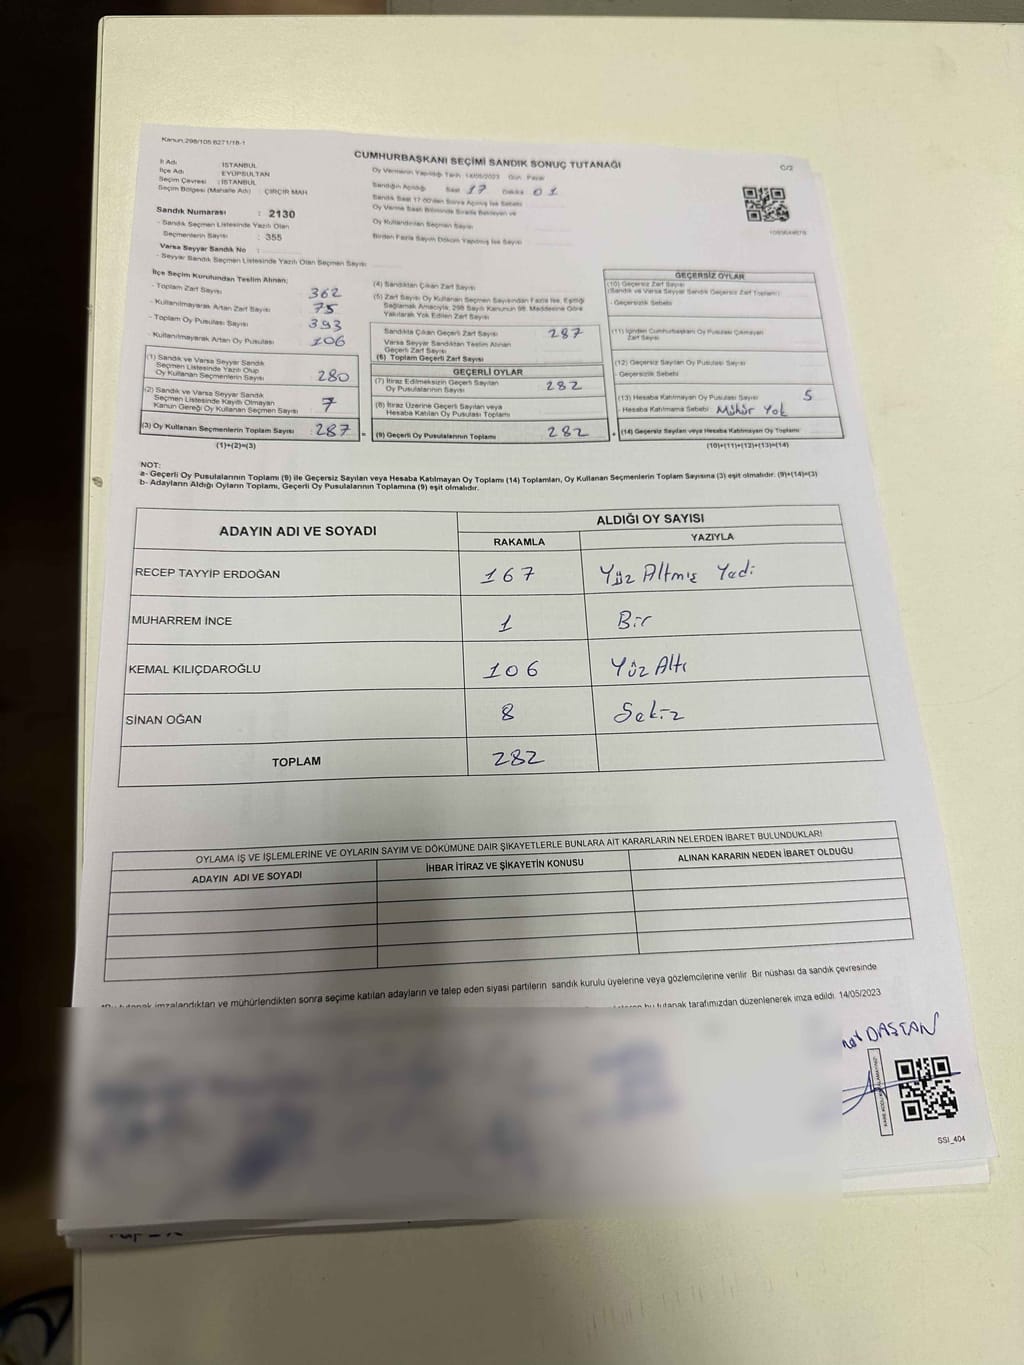 Kanun:298/105 6271/18-1
CUMHURBAŞKANI SEÇİMİ SANDIK SONUÇ TUTANAĞI
C/2
İl Adı : İSTANBUL
İlçe Adı : EYÜPSULTAN
Seçim Çevresi : İSTANBUL
Seçim Bölgesi (Mahalle Adı) : ÇIRÇIR MAH
Oy Vermenin Yapıldığı Tarih 14/05/2023 Gün Pazar
Sandığın Açıldığı Saat 17 Dakika 01
Sandık Saat 17:00'den Sonra Açılmış İse Sebebi
Oy Verme Saati Bitiminde Sırada Bekleyen ve
Oy Kullandırılan Seçmen Sayısı
Birden Fazla Sayım Döküm Yapılmış İse Sayısı
Sandık Numarası : 2130
- Sandık Seçmen Listesinde Yazılı Olan
Seçmenlerin Sayısı : 355
Varsa Seyyar Sandık No :
- Seyyar Sandık Seçmen Listesinde Yazılı Olan Seçmen Sayısı
İlçe Seçim Kurulundan Teslim Alınan:
- Toplam Zarf Sayısı 362
- Kullanılmayarak Artan Zarf Sayısı 75
- Toplam Oy Pusulası Sayısı 393
- Kullanılmayarak Artan Oy Pusulası 106
(1) Sandık ve Varsa Seyyar Sandık
Seçmen Listesinde Yazılı Olup
Oy Kullanan Seçmenlerin Sayısı 280
(2) Sandık ve Varsa Seyyar Sandık
Seçmen Listesinde Kayıtlı Olmayan
Kanun Gereği Oy Kullanan Seçmen Sayısı 7
(3) Oy Kullanan Seçmenlerin Toplam Sayısı 287 =
(1)+(2)=(3)
(4) Sandıktan Çıkan Zarf Sayısı
(5) Zarf Sayısı Oy Kullanan Seçmen Sayısından Fazla İse, Eşitliği
Sağlamak Amacıyla, 298 Sayılı Kanunun 98. Maddesine Göre
Yakılarak Yok Edilen Zarf Sayısı
Sandıkta Çıkan Geçerli Zarf Sayısı 287
Varsa Seyyar Sandıktan Teslim Alınan
Geçerli Zarf Sayısı
(6) Toplam Geçerli Zarf Sayısı
GEÇERLİ OYLAR
(7) İtiraz Edilmeksizin Geçerli Sayılan
Oy Pusulalarının Sayısı 282
(8) İtiraz Üzerine Geçerli Sayılan veya
Hesaba Katılan Oy Pusulası Toplamı
(9) Geçerli Oy Pusulalarının Toplamı 282 +
GEÇERSİZ OYLAR
(10) Geçersiz Zarf Sayısı
(Sandık ve Varsa Seyyar Sandık Geçersiz Zarf Toplamı)
- Geçersizlik Sebebi
(11) İçinden Cumhurbaşkanı Oy Pusulası Çıkmayan
Zarf Sayısı
(12) Geçersiz Sayılan Oy Pusulası Sayısı
- Geçersizlik Sebebi
(13) Hesaba Katılmayan Oy Pusulası Sayısı 5
- Hesaba Katılmama Sebebi Mühür Yok
(14) Geçersiz Sayılan veya Hesaba Katılmayan Oy Toplamı
(10)+(11)+(12)+(13)=(14)
NOT:
a- Geçerli Oy Pusulalarının Toplamı (9) ile Geçersiz Sayılan veya Hesaba Katılmayan Oy Toplamı (14) Toplamları, Oy Kullanan Seçmenlerin Toplam Sayısına (3) eşit olmalıdır. (9)+(14)=(3)
b- Adayların Aldığı Oyların Toplamı, Geçerli Oy Pusulalarının Toplamına (9) eşit olmalıdır.
ADAYIN ADI VE SOYADI
ALDIĞI OY SAYISI
RAKAMLA YAZIYLA
RECEP TAYYİP ERDOĞAN 167 Yüz Altmış Yedi
MUHARREM İNCE 1 Bir
KEMAL KILIÇDAROĞLU 106 Yüz Altı
SİNAN OĞAN 8 Sekiz
TOPLAM 282
OYLAMA İŞ VE İŞLEMLERİNE VE OYLARIN SAYIM VE DÖKÜMÜNE DAİR ŞİKAYETLERLE BUNLARA AİT KARARLARIN NELERDEN İBARET BULUNDUKLARI
ADAYIN ADI VE SOYADI İHBAR İTİRAZ VE ŞİKAYETİN KONUSU ALINAN KARARIN NEDEN İBARET OLDUĞU
tutanak imzalandıktan ve mühürlendikten sonra seçime katılan adayların ve talep eden siyasi partilerin sandık kurulu üyelerine veya gözlemcilerine verilir. Bir nüshası da sandık çevresinde
bu tutanak tarafımızdan düzenlenerek imza edildi. 14/05/2023
DAŞTAN
SSİ_404